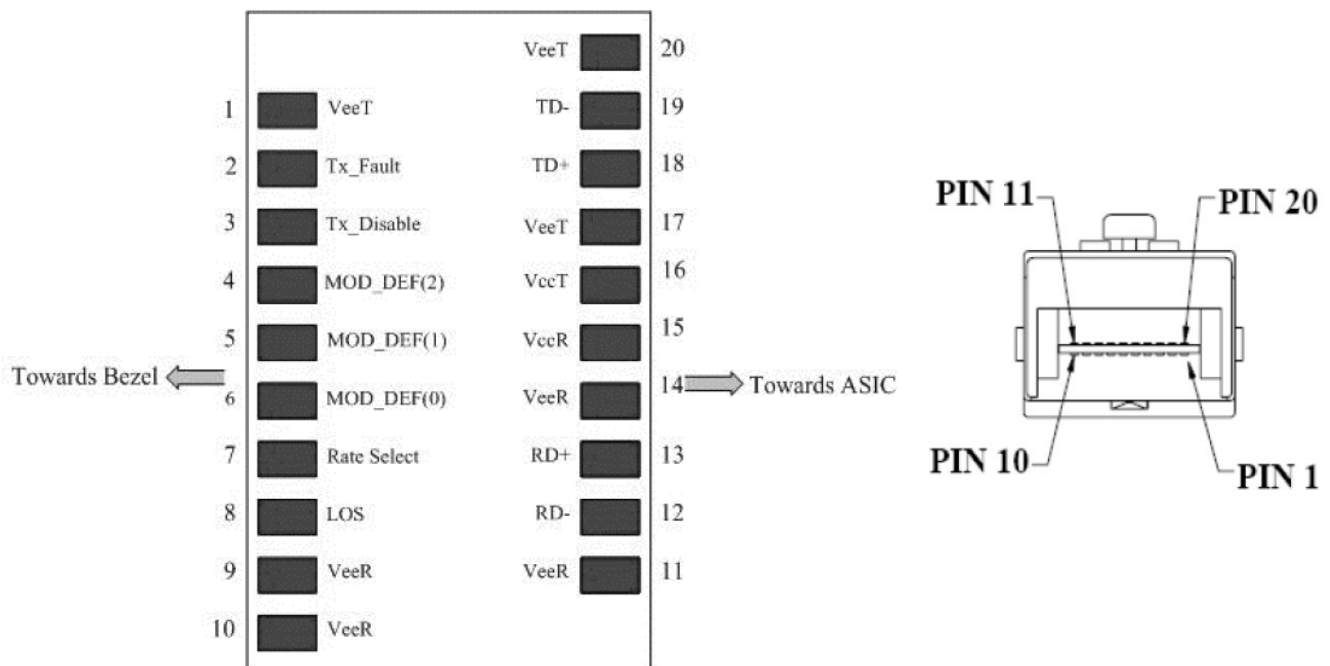 VeeT 20
1 VeeT TD- 19
2 Tx_Fault TD+ 18
3 Tx_Disable VeeT 17
4 MOD_DEF(2) VccT 16
5 MOD_DEF(1) VccR 15
Towards Bezel
6 MOD_DEF(0) VeeR 14
Towards ASIC
7 Rate Select RD+ 13
8 LOS RD- 12
9 VeeR VeeR 11
10 VeeR
PIN 11
PIN 20
PIN 10
PIN 1